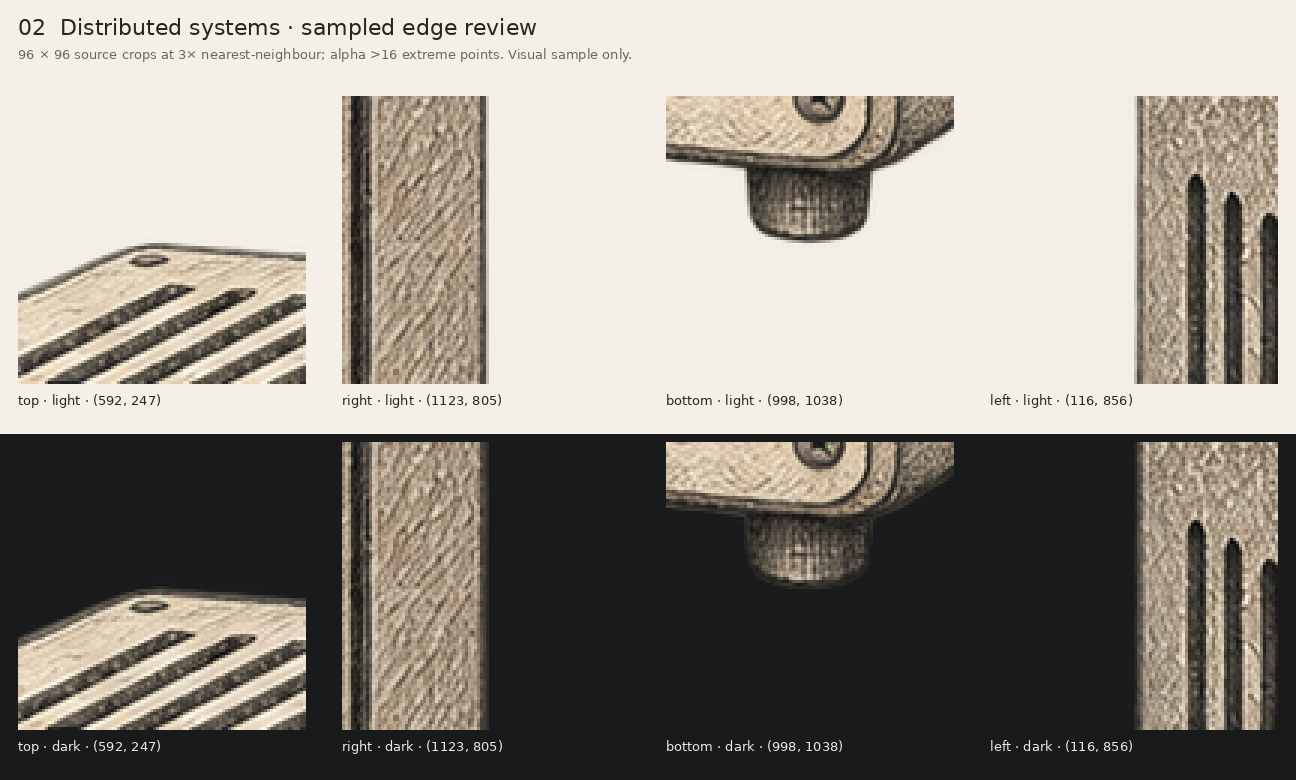 02 Distributed systems · sampled edge review
96 × 96 source crops at 3× nearest-neighbour; alpha >16 extreme points. Visual sample only.
top · light · (592, 247)
right · light · (1123, 805)
bottom · light · (998, 1038)
left · light · (116, 856)
top · dark · (592, 247)
right · dark · (1123, 805)
bottom · dark · (998, 1038)
left · dark · (116, 856)